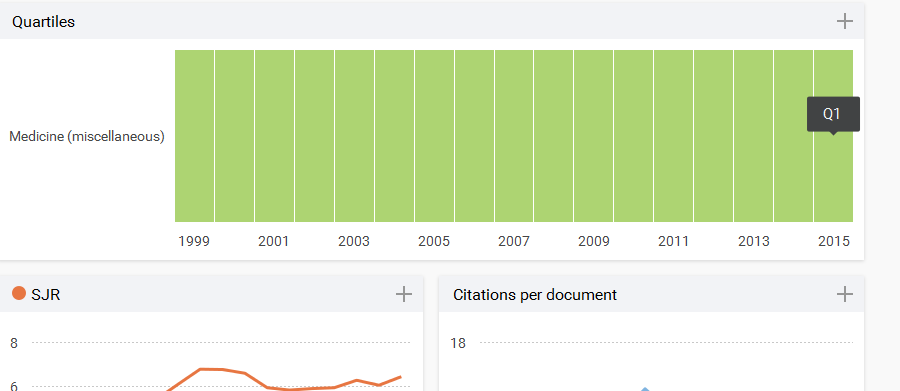 Quartiles
Q1
Medicine (miscellaneous)
1999 2001 2003 2005 2007 2009 2011 2013 2015
SJR
Citations per document
8
18
6